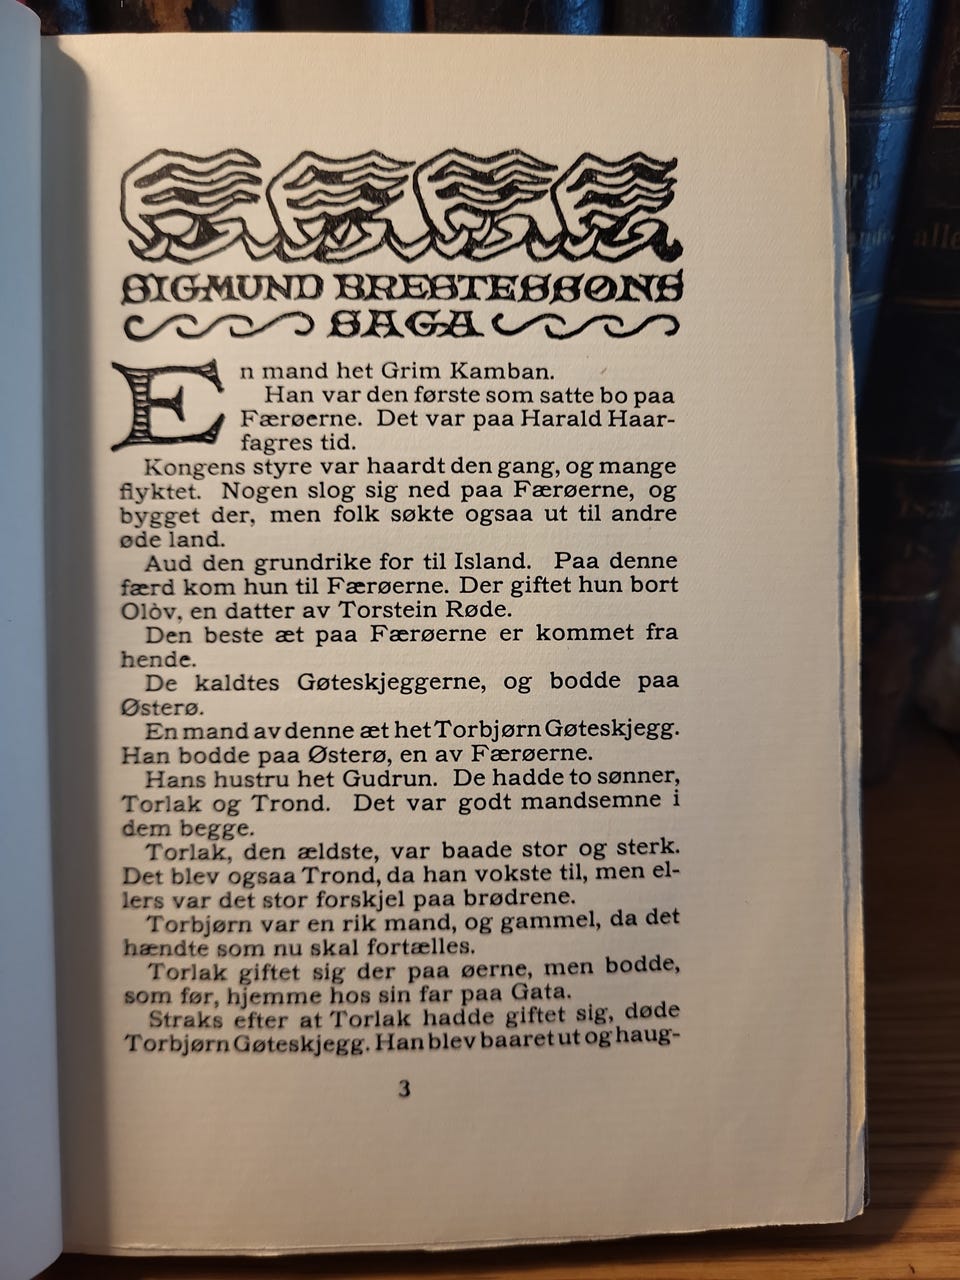 SIGMUND BRESTESSØNS
SAGA
En mand het Grim Kamban.
Han var den første som satte bo paa
Færøerne. Det var paa Harald Haar-
fagres tid.
Kongens styre var haardt den gang, og mange
flyktet. Nogen slog sig ned paa Færøerne, og
bygget der, men folk søkte ogsaa ut til andre
øde land.
Aud den grundrike for til Island. Paa denne
færd kom hun til Færøerne. Der giftet hun bort
Olòv, en datter av Torstein Røde.
Den beste æt paa Færøerne er kommet fra
hende.
De kaldtes Gøteskjeggerne, og bodde paa
Østerø.
En mand av denne æt het Torbjørn Gøteskjegg.
Han bodde paa Østerø, en av Færøerne.
Hans hustru het Gudrun. De hadde to sønner,
Torlak og Trond. Det var godt mandsemne i
dem begge.
Torlak, den ældste, var baade stor og sterk.
Det blev ogsaa Trond, da han vokste til, men el-
lers var det stor forskjel paa brødrene.
Torbjørn var en rik mand, og gammel, da det
hændte som nu skal fortælles.
Torlak giftet sig der paa øerne, men bodde,
som før, hjemme hos sin far paa Gata.
Straks efter at Torlak hadde giftet sig, døde
Torbjørn Gøteskjegg. Han blev baaret ut og haug-
3